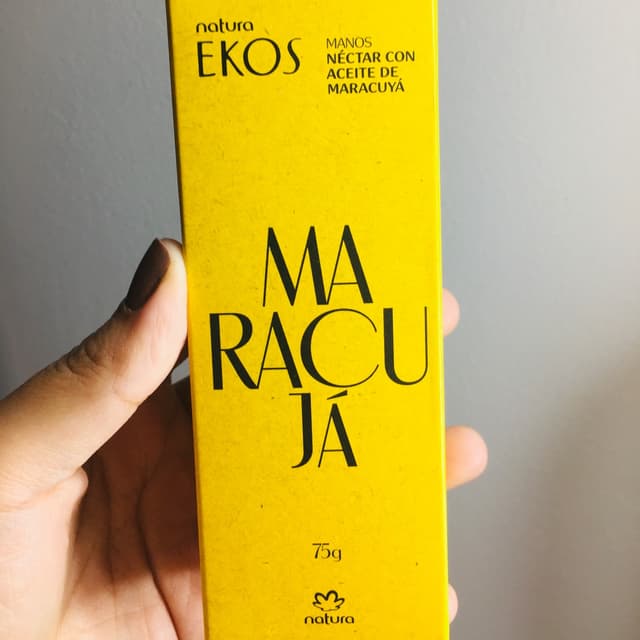 natura
EKOS
MANOS
NÉCTAR CON
ACEITE DE
MARACUYÁ
MA
RACU
JÁ
75g
natura